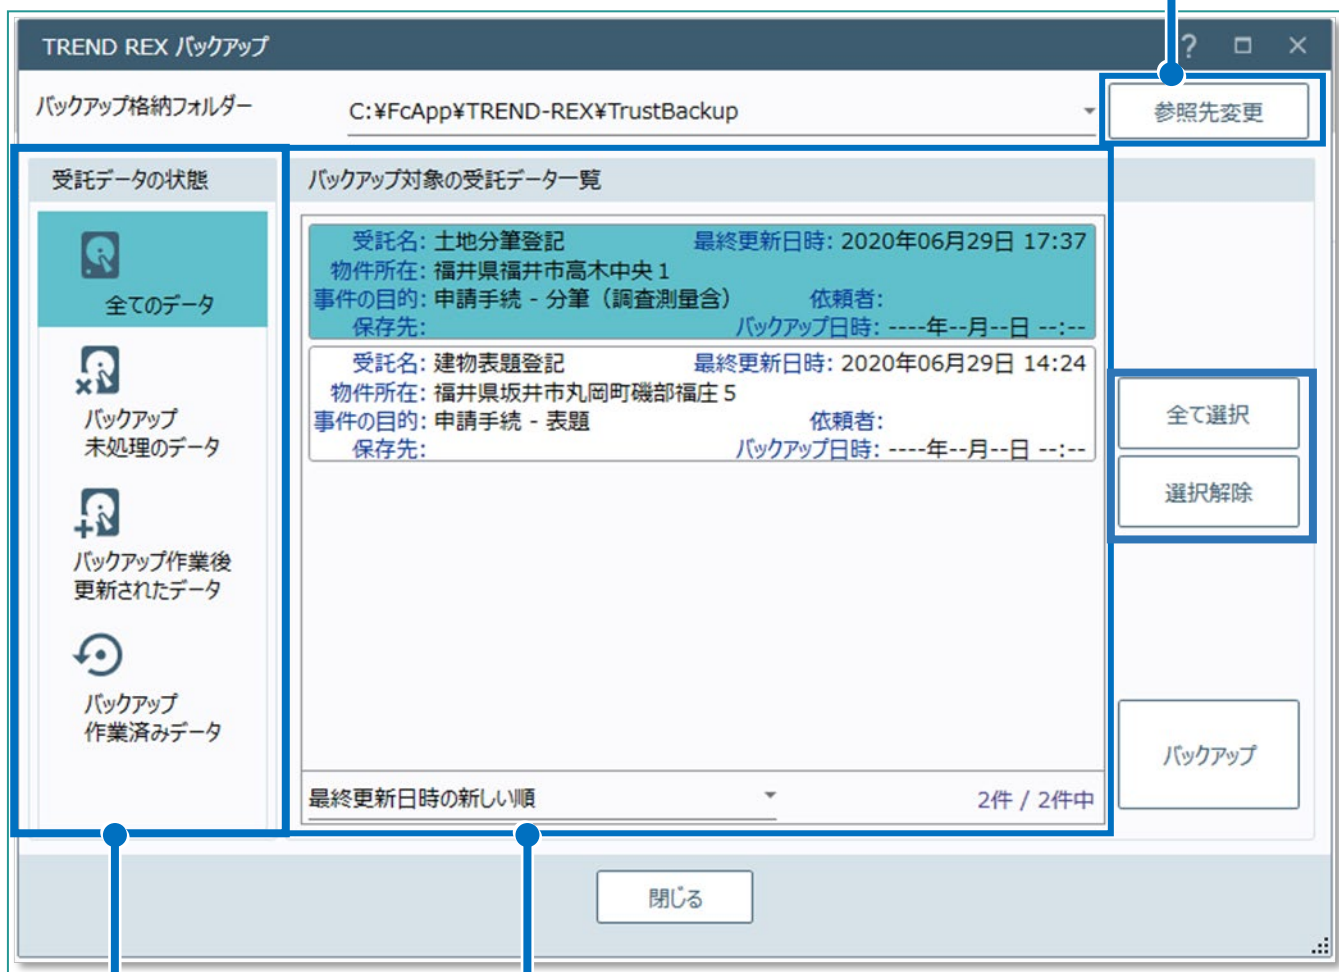 TREND REX バックアップ
バックアップ格納フォルダー
C:¥FcApp¥TREND-REX¥TrustBackup
参照先変更
受託データの状態
全てのデータ
バックアップ
未処理のデータ
バックアップ作業後
更新されたデータ
バックアップ
作業済みデータ
バックアップ対象の受託データ一覧
受託名: 土地分筆登記 最終更新日時: 2020年06月29日 17:37
物件所在: 福井県福井市高木中央1
事件の目的: 申請手続 - 分筆（調査測量含） 依頼者:
保存先: バックアップ日時: ----年--月--日 --:--
受託名: 建物表題登記 最終更新日時: 2020年06月29日 14:24
物件所在: 福井県坂井市丸岡町磯部福庄5
事件の目的: 申請手続 - 表題 依頼者:
保存先: バックアップ日時: ----年--月--日 --:--
最終更新日時の新しい順
2件 / 2件中
全て選択
選択解除
バックアップ
閉じる